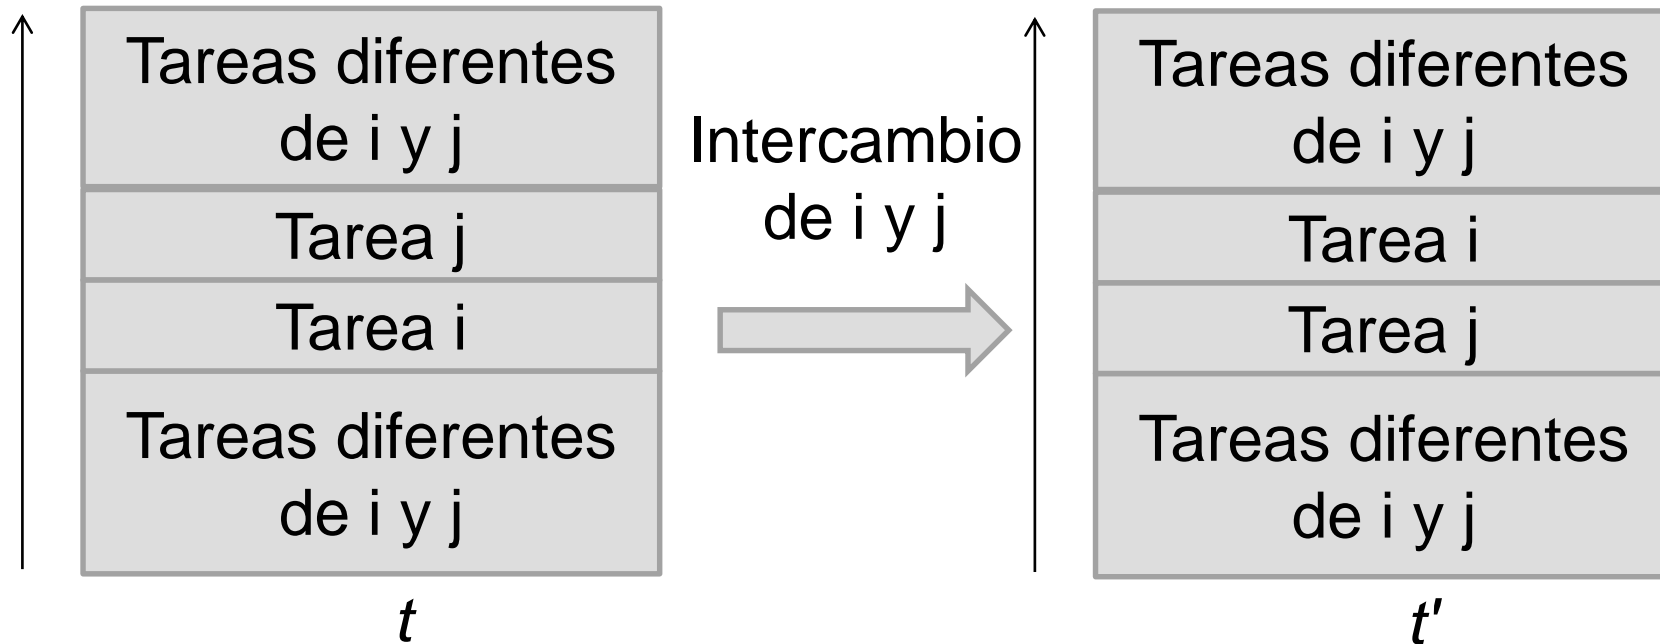 Tareas diferentes
de i y j
Tarea j
Tarea i
Tareas diferentes
de i y j
t
Intercambio
de i y j
Tareas diferentes
de i y j
Tarea i
Tarea j
Tareas diferentes
de i y j
t'